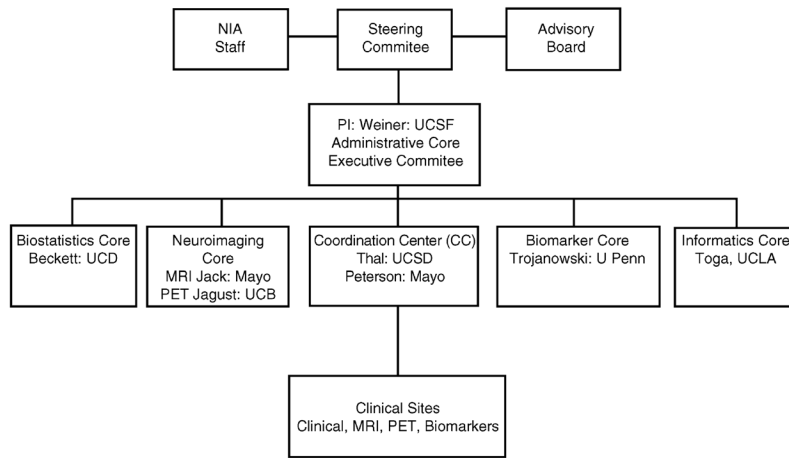 NIA
Staff
Steering
Commitee
Advisory
Board
PI: Weiner: UCSF
Administrative Core
Executive Commitee
Biostatistics Core
Beckett: UCD
Neuroimaging
Core
MRI Jack: Mayo
PET Jagust: UCB
Coordination Center (CC)
Thal: UCSD
Peterson: Mayo
Biomarker Core
Trojanowski: U Penn
Informatics Core
Toga, UCLA
Clinical Sites
Clinical, MRI, PET, Biomarkers